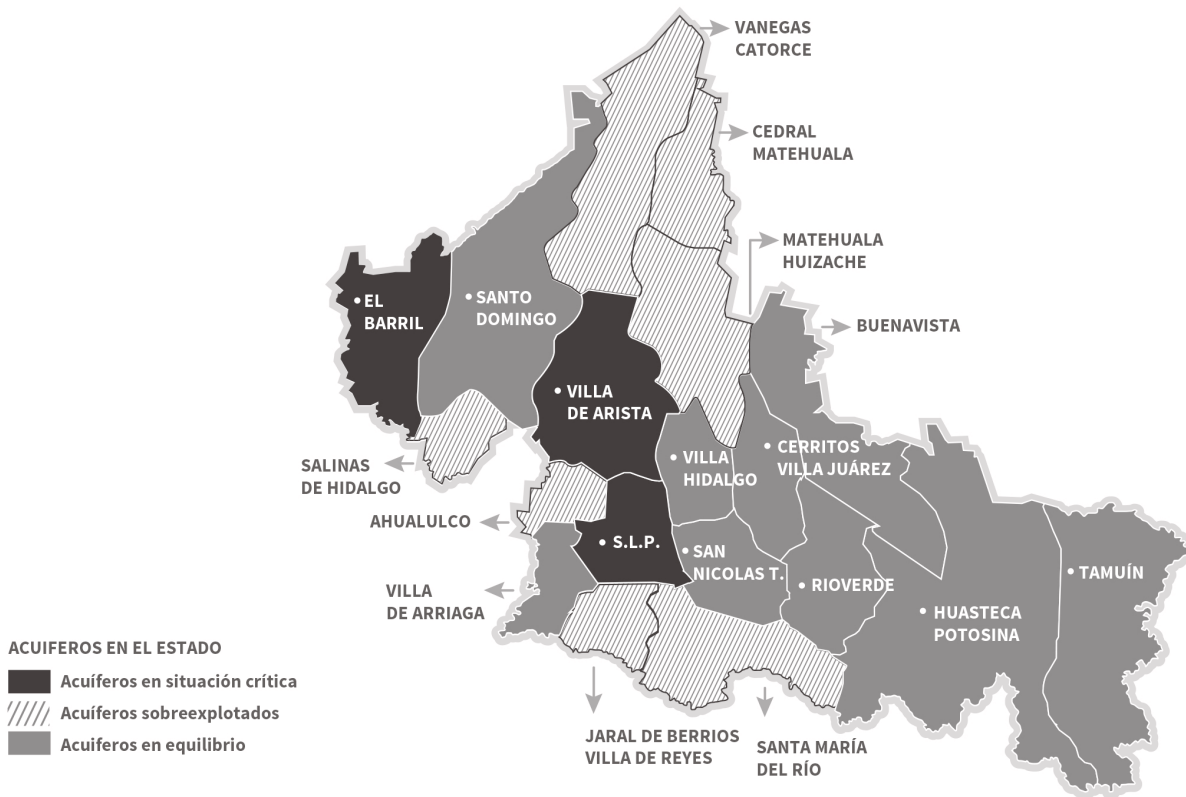 VANEGAS
CATORCE
CEDRAL
MATEHUALA
MATEHUALA
HUIZACHE
EL
BARRIL
SANTO
DOMINGO
BUENAVISTA
VILLA
DE ARISTA
CERRITOS
VILLA JUÁREZ
VILLA
HIDALGO
SALINAS
DE HIDALGO
AHUALULCO
S.L.P.
SAN
NICOLAS T.
RIOVERDE
TAMUÍN
VILLA
DE ARRIAGA
HUASTECA
POTOSINA
ACUIFEROS EN EL ESTADO
Acuíferos en situación crítica
Acuíferos sobreexplotados
Acuiferos en equilibrio
JARAL DE BERRIOS
VILLA DE REYES
SANTA MARÍA
DEL RÍO